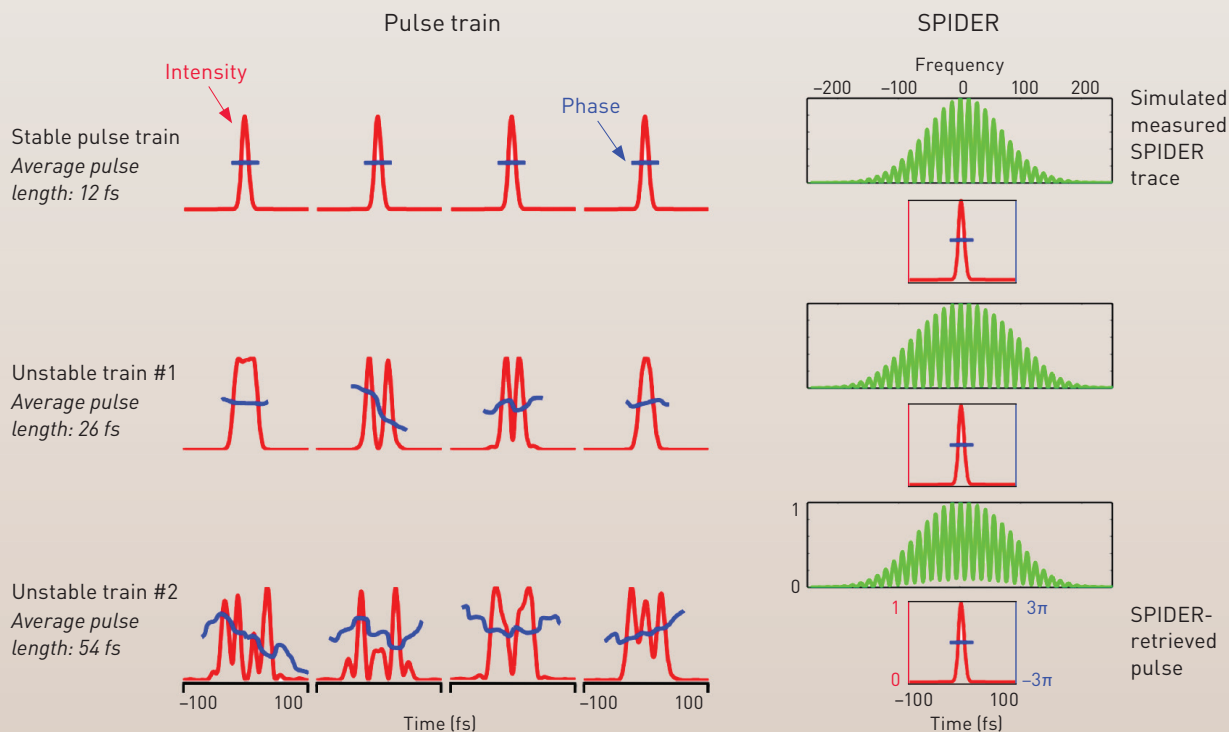 Pulse train
SPIDER
Intensity
Phase
Frequency
−200 −100 0 100 200
Stable pulse train
Average pulse
length: 12 fs
Simulated
measured
SPIDER
trace
Unstable train #1
Average pulse
length: 26 fs
Unstable train #2
Average pulse
length: 54 fs
1
0
1
0
3π
−3π
SPIDER-
retrieved
pulse
−100 100
Time (fs)
−100 100
−100 100
Time (fs)